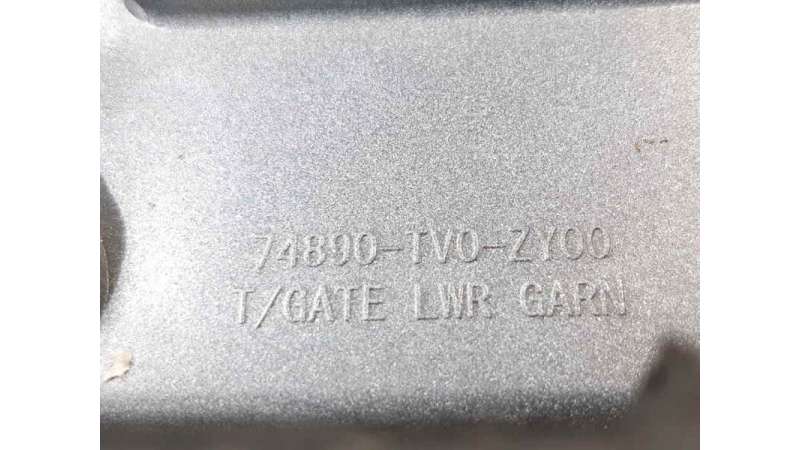 74890-TV0-ZY00
T/GATE LWR GARN